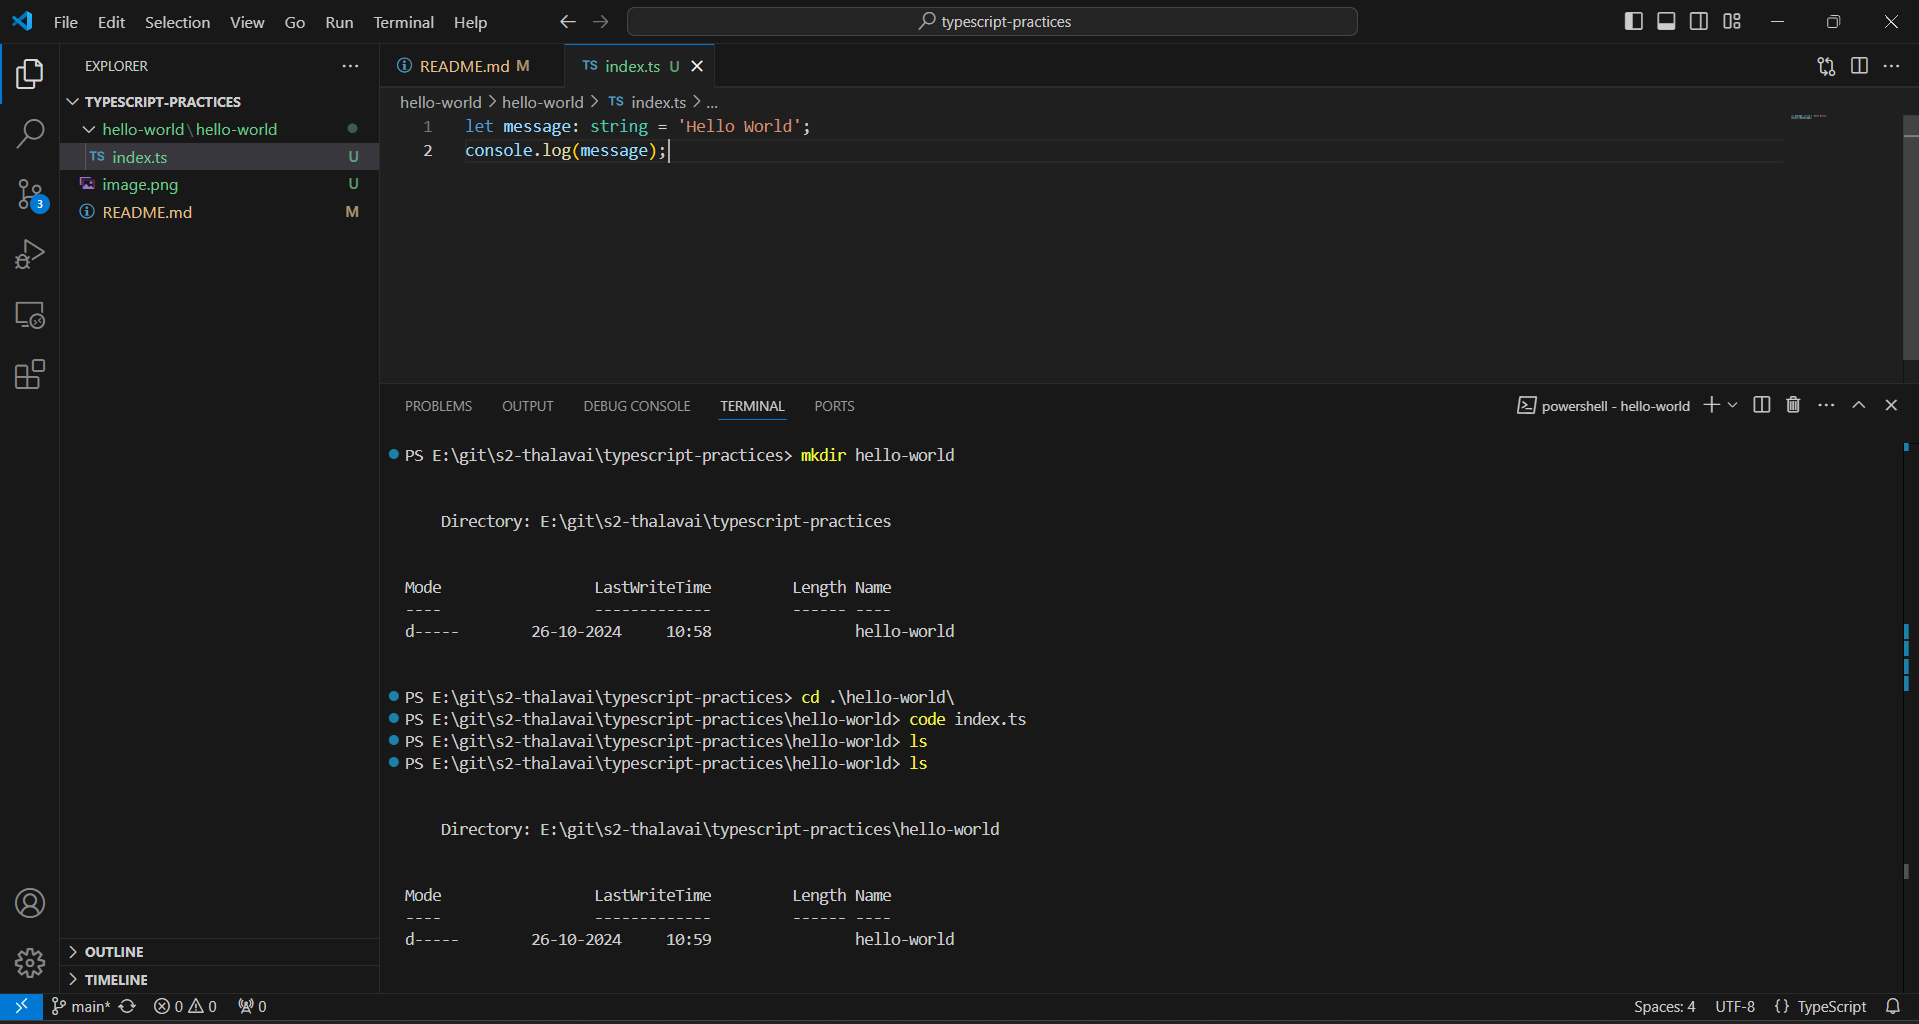 File Edit Selection View Go Run Terminal Help
typescript-practices
EXPLORER
TYPESCRIPT-PRACTICES
hello-world\hello-world
TS index.ts U
image.png U
README.md M
3
OUTLINE
TIMELINE
README.md M
TS index.ts U
hello-world > hello-world > TS index.ts > ...
1 let message: string = 'Hello World';
2 console.log(message);
PROBLEMS OUTPUT DEBUG CONSOLE TERMINAL PORTS
powershell - hello-world
PS E:\git\s2-thalavai\typescript-practices> mkdir hello-world
Directory: E:\git\s2-thalavai\typescript-practices
Mode LastWriteTime Length Name
---- ------------- ------ ----
d----- 26-10-2024 10:58 hello-world
PS E:\git\s2-thalavai\typescript-practices> cd .\hello-world\
PS E:\git\s2-thalavai\typescript-practices\hello-world> code index.ts
PS E:\git\s2-thalavai\typescript-practices\hello-world> ls
PS E:\git\s2-thalavai\typescript-practices\hello-world> ls
Directory: E:\git\s2-thalavai\typescript-practices\hello-world
Mode LastWriteTime Length Name
---- ------------- ------ ----
d----- 26-10-2024 10:59 hello-world
main* 0 0 0 Spaces: 4 UTF-8 {} TypeScript